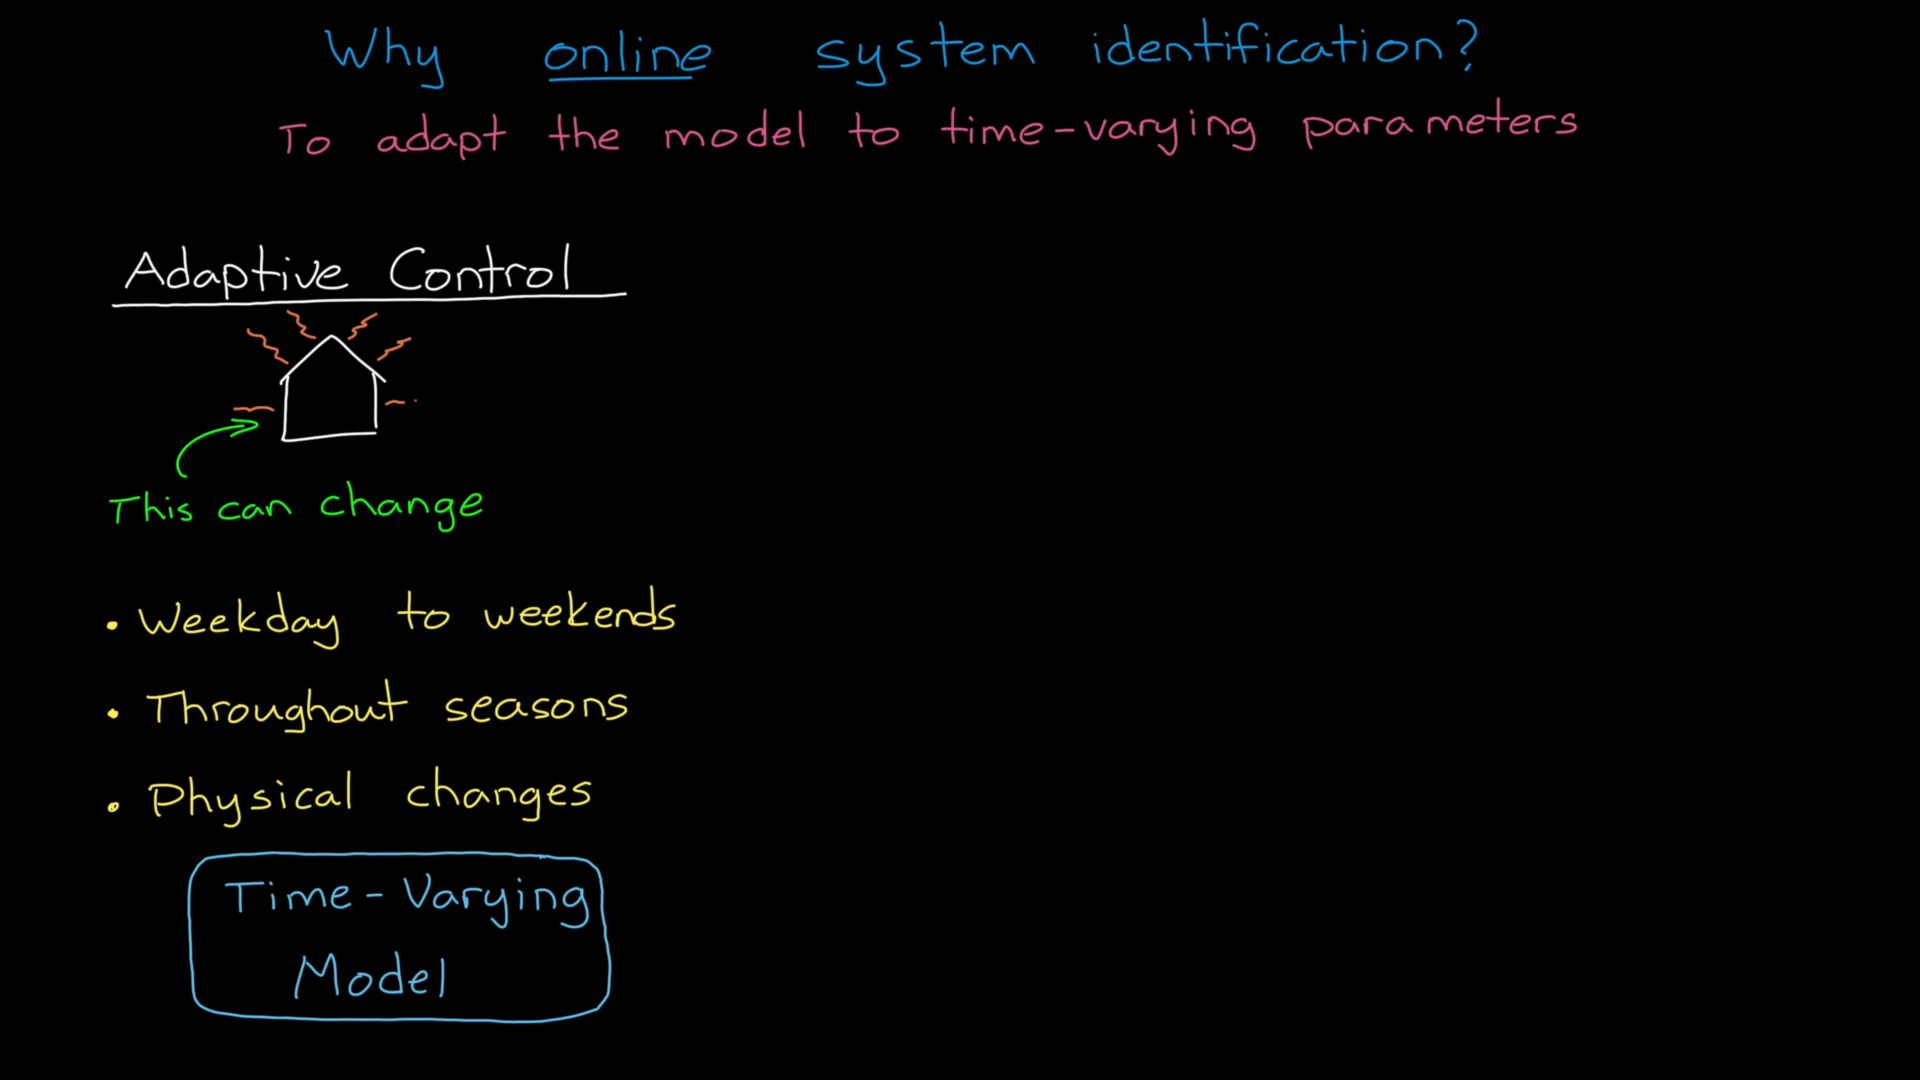 Why online system identification?
To adapt the model to time-varying parameters
Adaptive Control
This can change
• Weekday to weekends
• Throughout seasons
• Physical changes
Time-Varying
Model